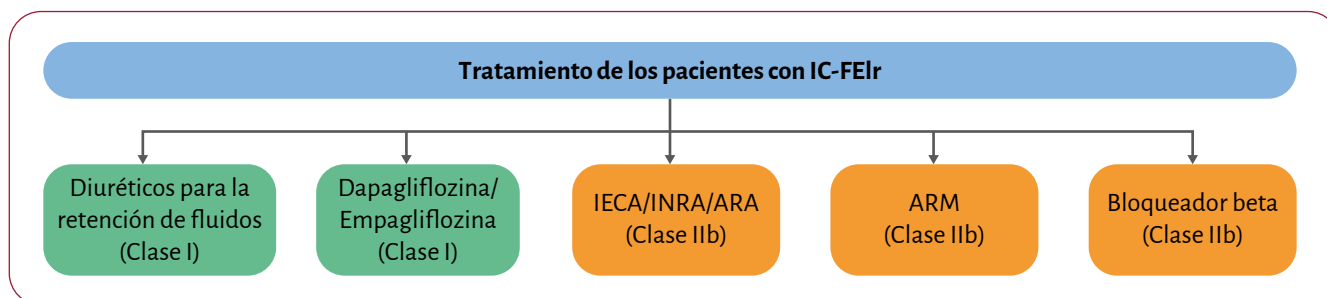 Tratamiento de los pacientes con IC-FElr
Diuréticos para la
retención de fluidos
(Clase I)
Dapagliflozina/
Empagliflozina
(Clase I)
IECA/INRA/ARA
(Clase IIb)
ARM
(Clase IIb)
Bloqueador beta
(Clase IIb)